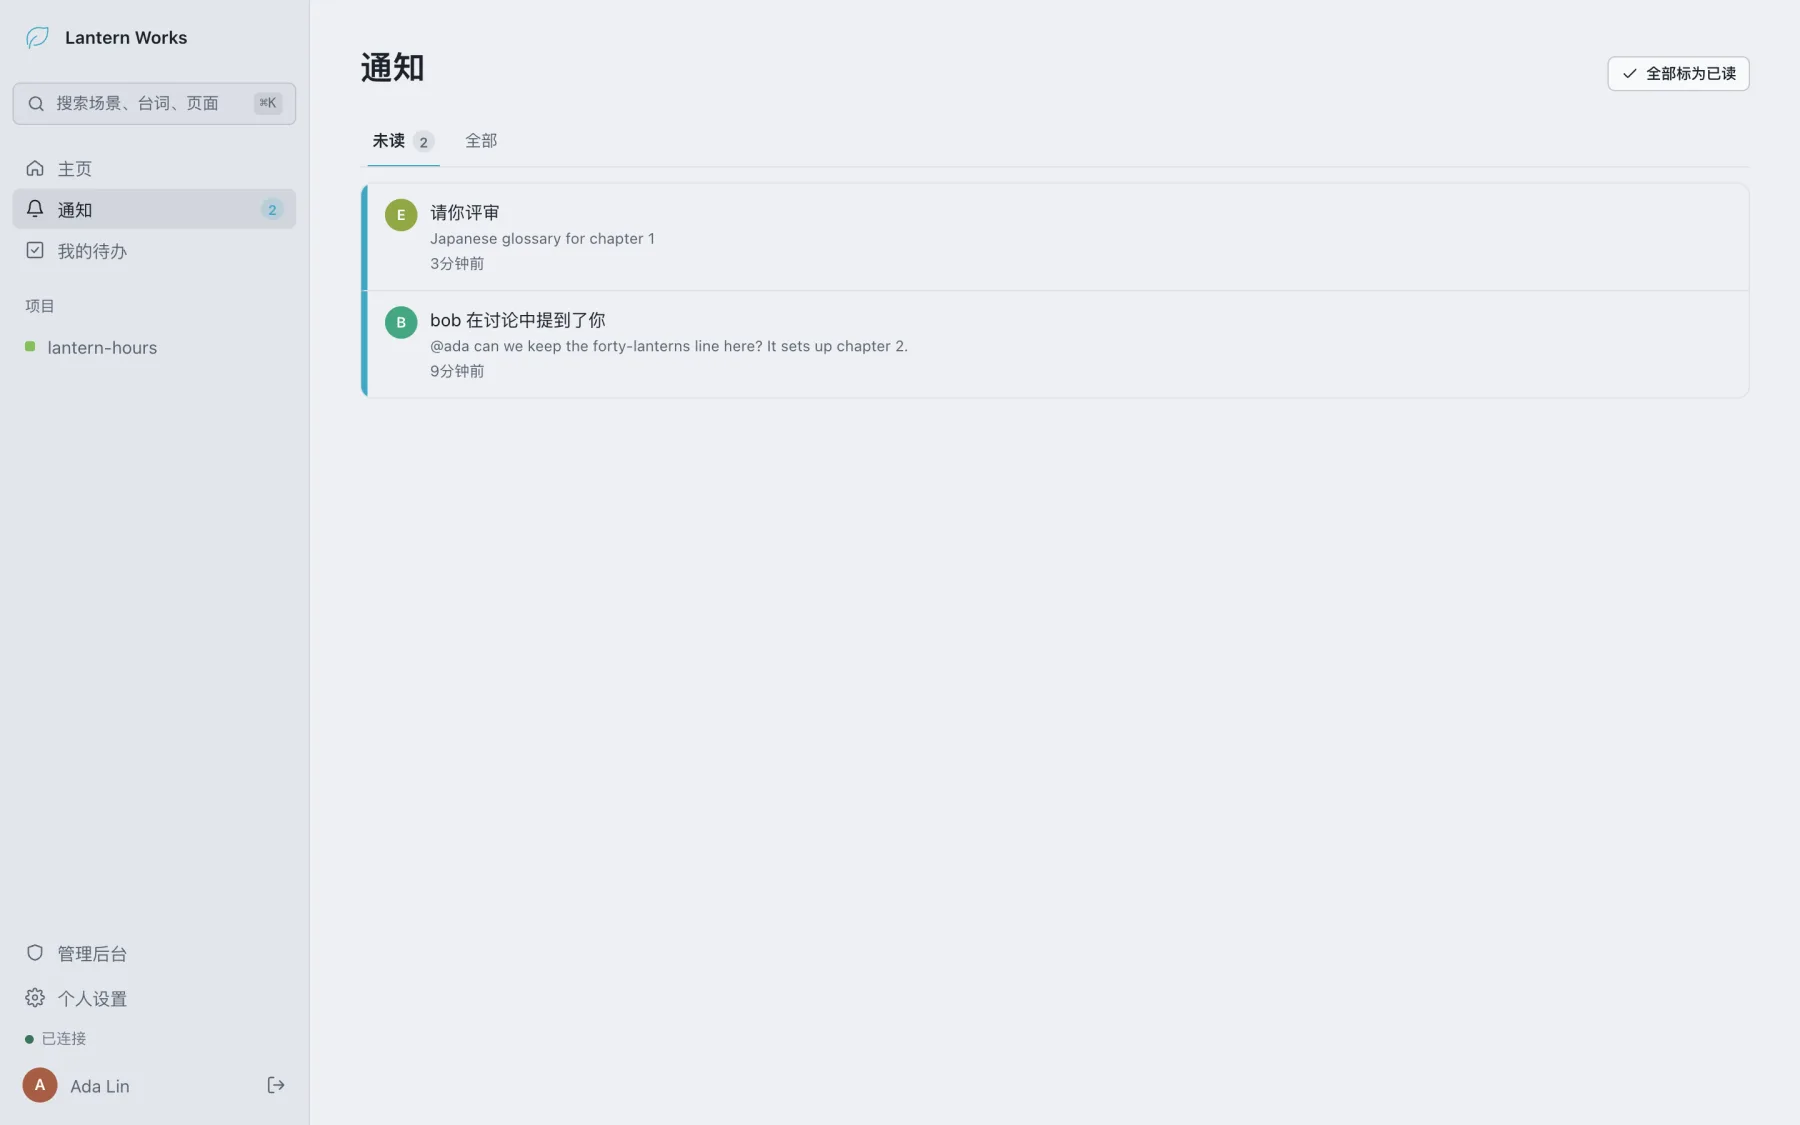 Lantern Works
搜索场景、台词、页面 ⌘K
主页
通知 2
我的待办
项目
lantern-hours
管理后台
个人设置
已连接
A Ada Lin
通知
全部标为已读
未读 2 全部
E 请你评审
Japanese glossary for chapter 1
3分钟前
B bob 在讨论中提到了你
@ada can we keep the forty-lanterns line here? It sets up chapter 2.
9分钟前